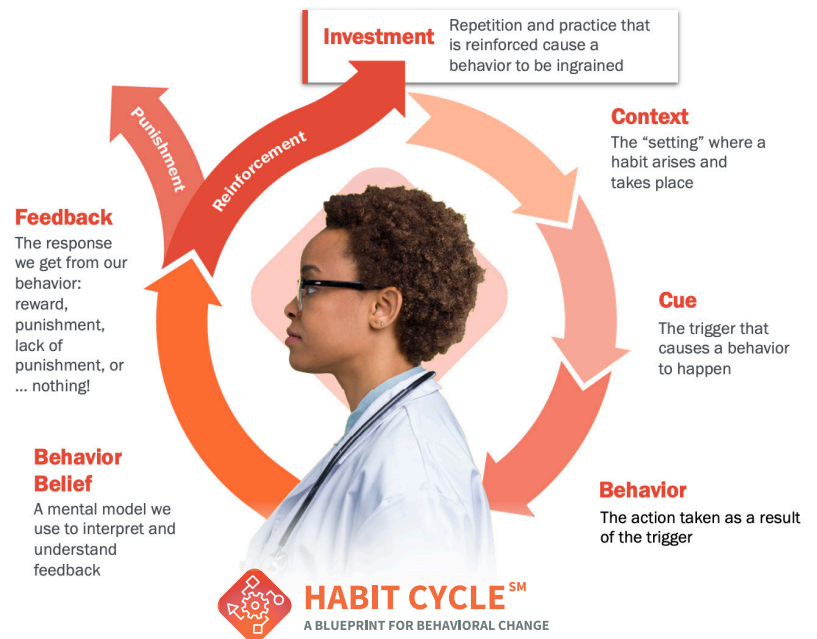 Investment
Repetition and practice that
is reinforced cause a
behavior to be ingrained
Context
The “setting” where a
habit arises and
takes place
Cue
The trigger that
causes a behavior
to happen
Behavior
The action taken as a result
of the trigger
Behavior
Belief
A mental model we
use to interpret and
understand
feedback
Feedback
The response
we get from our
behavior:
reward,
punishment,
lack of
punishment, or
... nothing!
Punishment
Reinforcement
HABIT CYCLE SM
A BLUEPRINT FOR BEHAVIORAL CHANGE